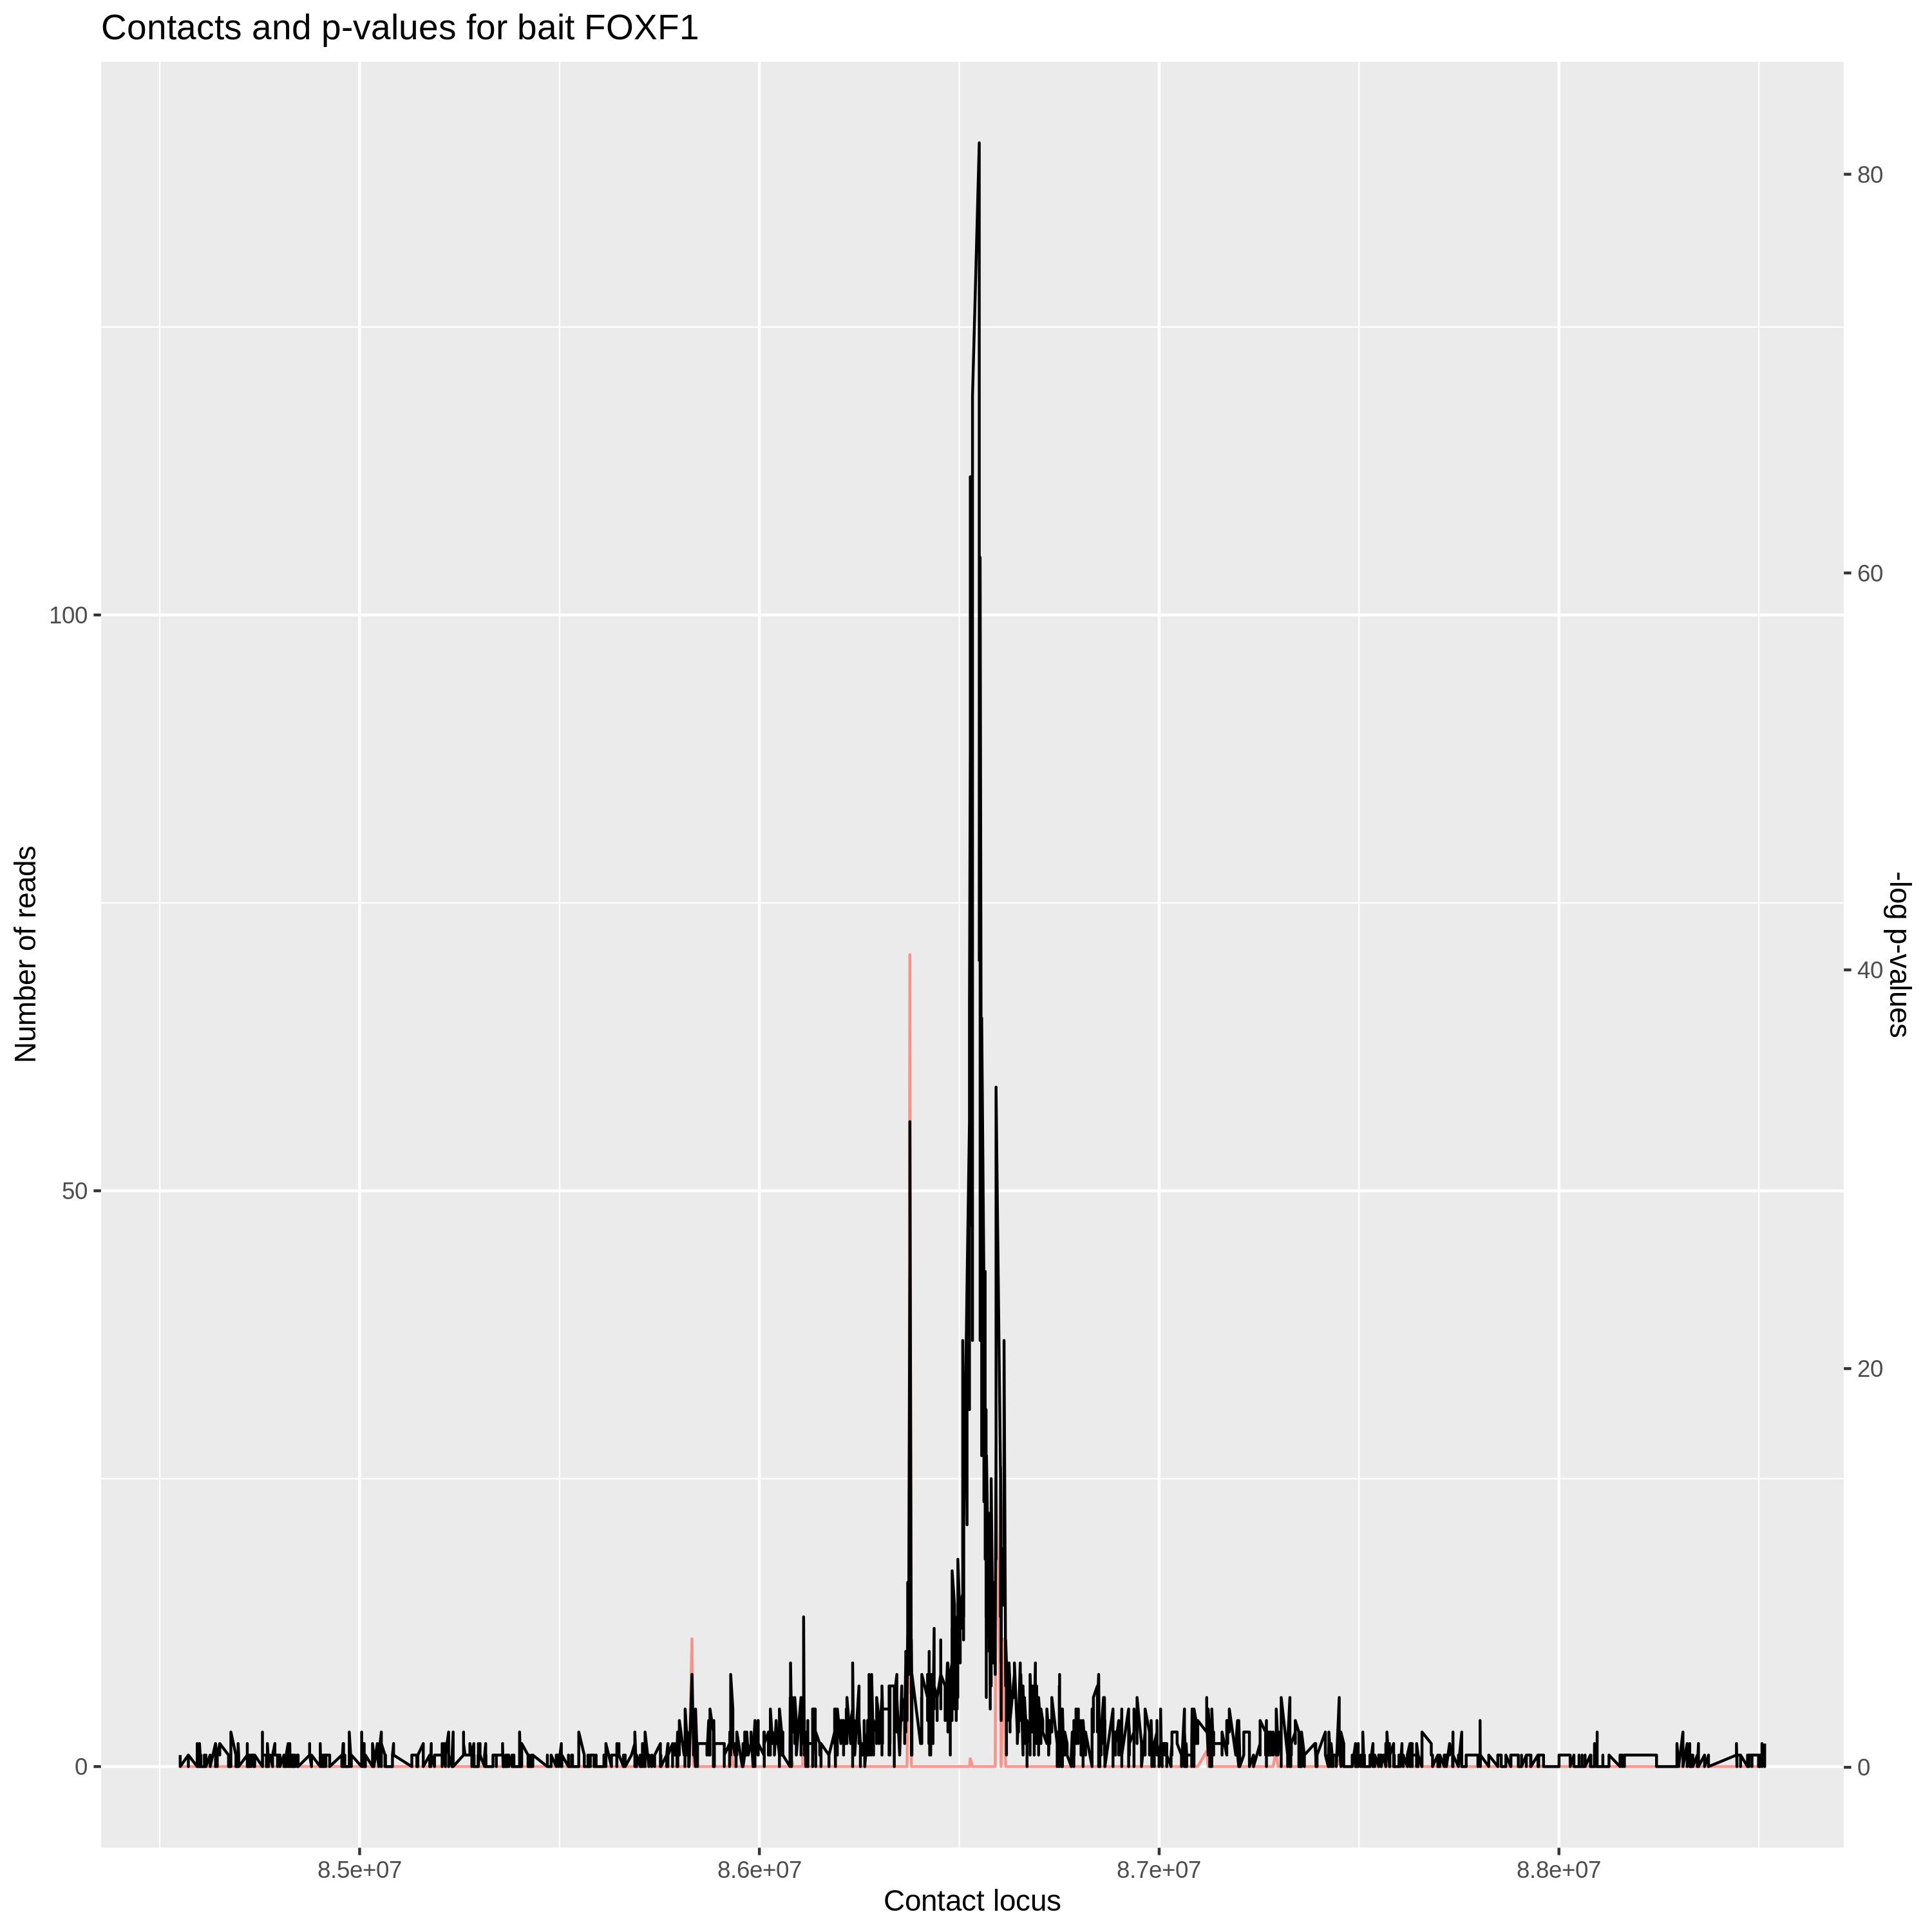 Contacts and p-values for bait FOXF1
100
50
0
Number of reads
80
60
40
20
0
-log p-values
8.5e+07
8.6e+07
8.7e+07
8.8e+07
Contact locus